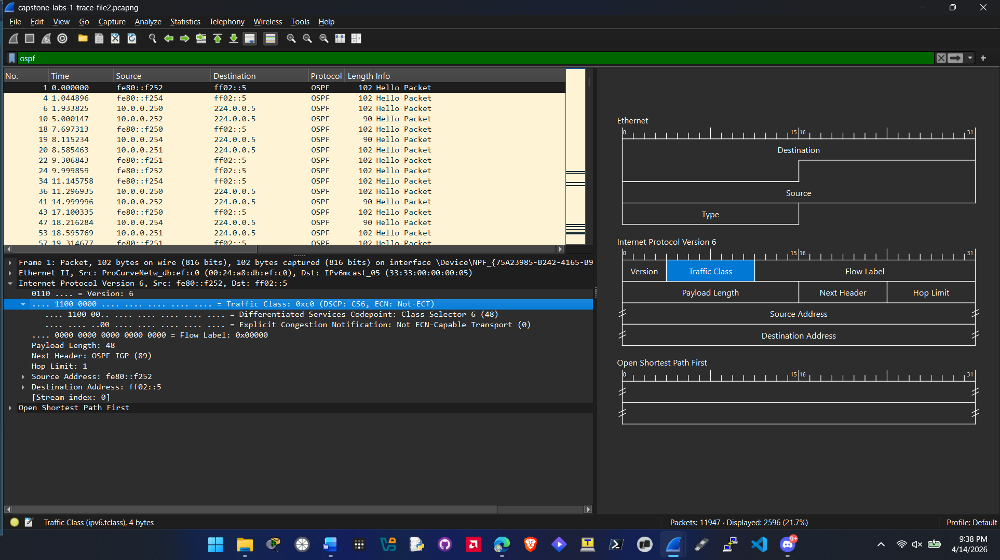 capstone-labs-1-trace-file2.pcapng
File Edit View Go Capture Analyze Statistics Telephony Wireless Tools Help
ospf
No. Time Source Destination Protocol Length Info
1 0.000000 fe80::f252 ff02::5 OSPF 102 Hello Packet
4 1.044896 fe80::f254 ff02::5 OSPF 102 Hello Packet
6 1.933825 10.0.0.250 224.0.0.5 OSPF 102 Hello Packet
10 5.000147 10.0.0.252 224.0.0.5 OSPF 90 Hello Packet
18 7.697313 fe80::f250 ff02::5 OSPF 102 Hello Packet
19 8.115234 10.0.0.254 224.0.0.5 OSPF 90 Hello Packet
20 8.585463 10.0.0.251 224.0.0.5 OSPF 102 Hello Packet
22 9.306843 fe80::f251 ff02::5 OSPF 102 Hello Packet
24 9.999859 fe80::f252 ff02::5 OSPF 102 Hello Packet
34 11.145758 fe80::f254 ff02::5 OSPF 102 Hello Packet
36 11.296935 10.0.0.250 224.0.0.5 OSPF 102 Hello Packet
41 14.999996 10.0.0.252 224.0.0.5 OSPF 90 Hello Packet
43 17.100335 fe80::f250 ff02::5 OSPF 102 Hello Packet
47 18.216284 10.0.0.254 224.0.0.5 OSPF 90 Hello Packet
53 18.595769 10.0.0.251 224.0.0.5 OSPF 102 Hello Packet
57 19.314677 fe80::f251 ff02::5 OSPF 102 Hello Packet
Frame 1: Packet, 102 bytes on wire (816 bits), 102 bytes captured (816 bits) on interface \Device\NPF_{75A23985-B242-4165-B9
Ethernet II, Src: ProCurveNetw_db:ef:c0 (00:24:a8:db:ef:c0), Dst: IPv6mcast_05 (33:33:00:00:00:05)
Internet Protocol Version 6, Src: fe80::f252, Dst: ff02::5
0110 .... = Version: 6
.... 1100 0000 .... .... .... .... .... = Traffic Class: 0xc0 (DSCP: CS6, ECN: Not-ECT)
.... 1100 00.. .... .... .... .... .... = Differentiated Services Codepoint: Class Selector 6 (48)
.... .... ..00 .... .... .... .... .... = Explicit Congestion Notification: Not ECN-Capable Transport (0)
.... 0000 0000 0000 0000 0000 = Flow Label: 0x00000
Payload Length: 48
Next Header: OSPF IGP (89)
Hop Limit: 1
Source Address: fe80::f252
Destination Address: ff02::5
[Stream index: 0]
Open Shortest Path First
Ethernet
0 15 16 31
Destination
Source
Type
Internet Protocol Version 6
0 15 16 31
Version Traffic Class Flow Label
Payload Length Next Header Hop Limit
Source Address
Destination Address
Open Shortest Path First
0 15 16 31
Traffic Class (ipv6.tclass), 4 bytes
Packets: 11947 · Displayed: 2596 (21.7%)
Profile: Default
9+
9:38 PM
4/14/2026